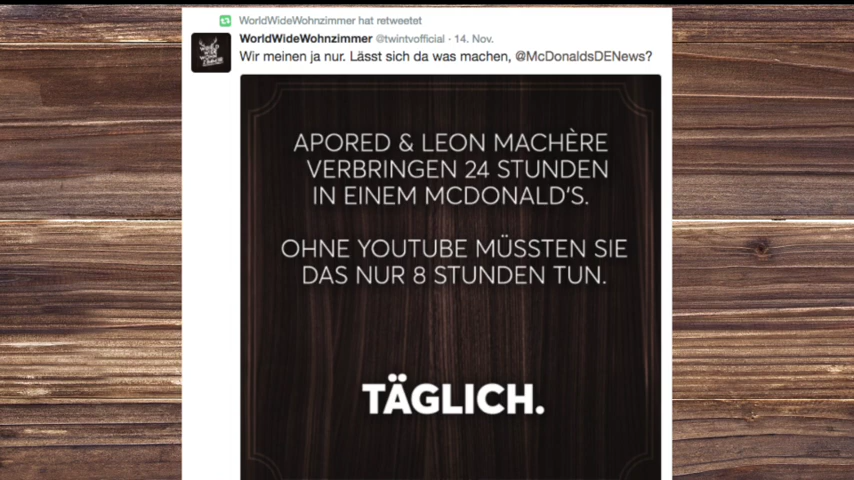 WorldWideWohnzimmer hat retweetet
WorldWideWohnzimmer @twintvofficial · 14. Nov.
Wir meinen ja nur. Lässt sich da was machen, @McDonaldsDENews?
APORED & LEON MACHÈRE
VERBRINGEN 24 STUNDEN
IN EINEM MCDONALD'S.
OHNE YOUTUBE MÜSSTEN SIE
DAS NUR 8 STUNDEN TUN.
TÄGLICH.